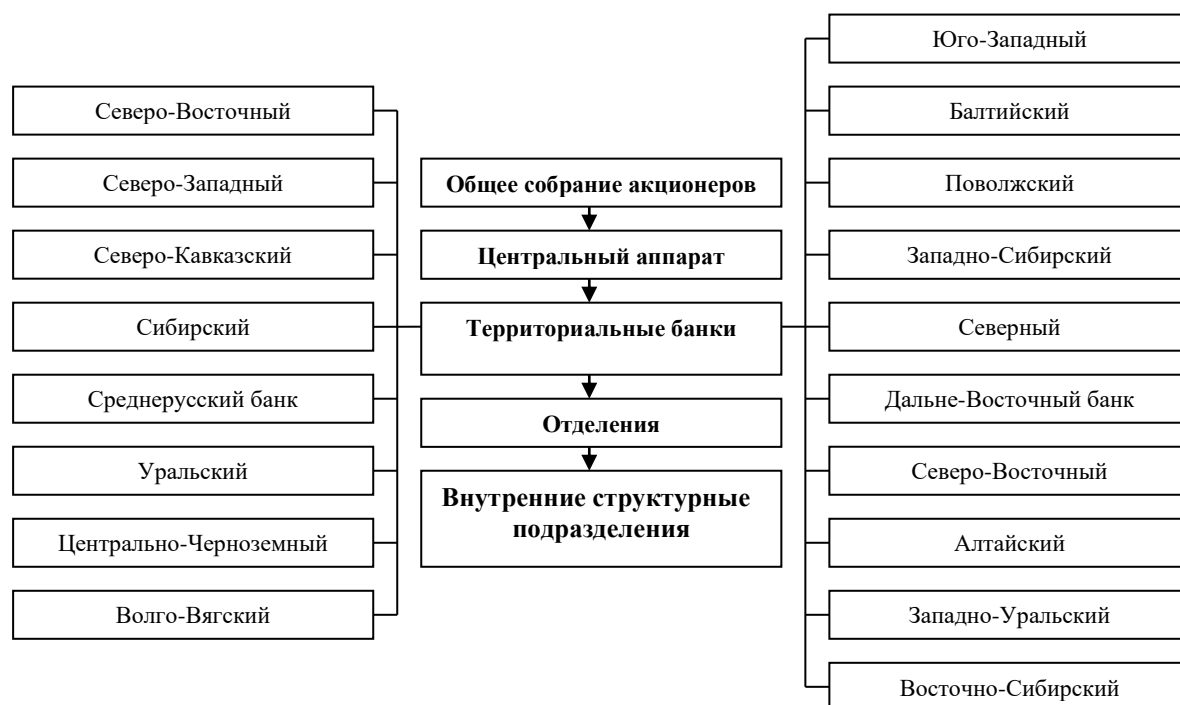 Северо-Восточный
Северо-Западный
Северо-Кавказский
Сибирский
Среднерусский банк
Уральский
Центрально-Черноземный
Волго-Вягский
Общее собрание акционеров
Центральный аппарат
Территориальные банки
Отделения
Внутренние структурные
подразделения
Юго-Западный
Балтийский
Поволжский
Западно-Сибирский
Северный
Дальне-Восточный банк
Северо-Восточный
Алтайский
Западно-Уральский
Восточно-Сибирский